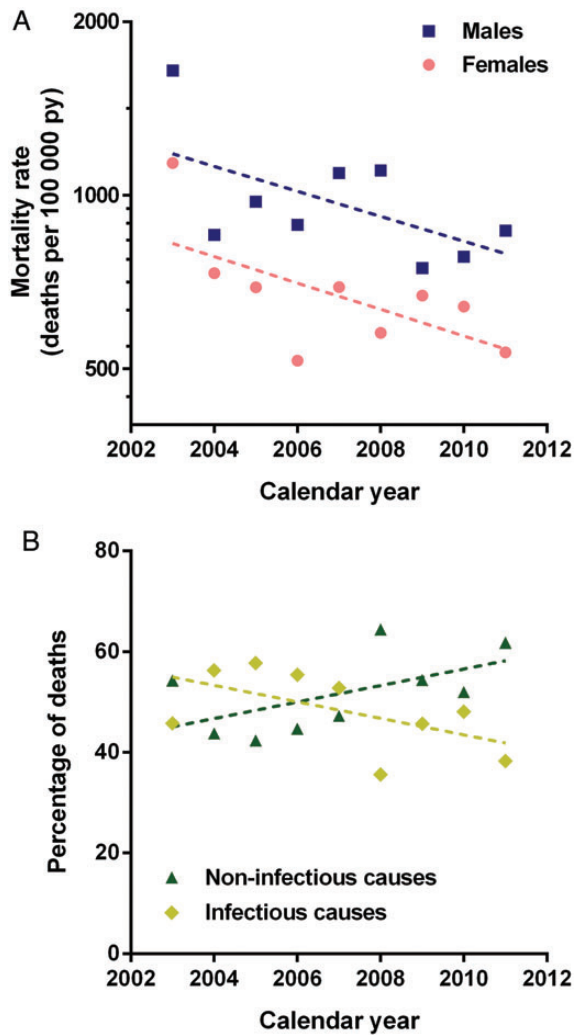 A
2000
Males
Females
1000
500
Mortality rate
(deaths per 100 000 py)
2002 2004 2006 2008 2010 2012
Calendar year
B
80
60
40
20
0
Percentage of deaths
Non-infectious causes
Infectious causes
2002 2004 2006 2008 2010 2012
Calendar year